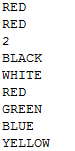 RED
RED
2
BLACK
WHITE
RED
GREEN
BLUE
YELLOW